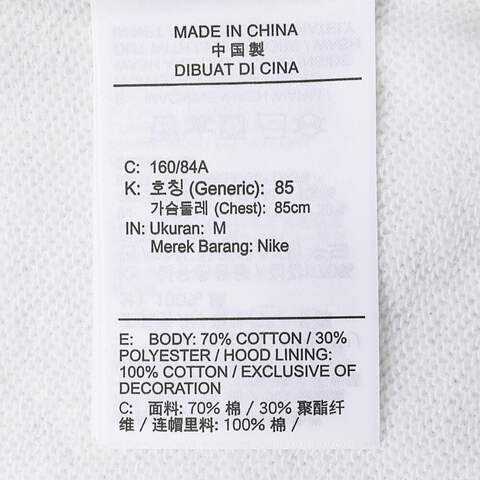 MADE IN CHINA
中 国 製
DIBUAT DI CINA
C: 160/84A
K: 호칭 (Generic): 85
가슴둘레 (Chest): 85cm
IN: Ukuran: M
Merek Barang: Nike
E: BODY: 70% COTTON / 30%
POLYESTER / HOOD LINING:
100% COTTON / EXCLUSIVE OF
DECORATION
C: 面料: 70% 棉 / 30% 聚酯纤
维 / 连帽里料: 100% 棉 /